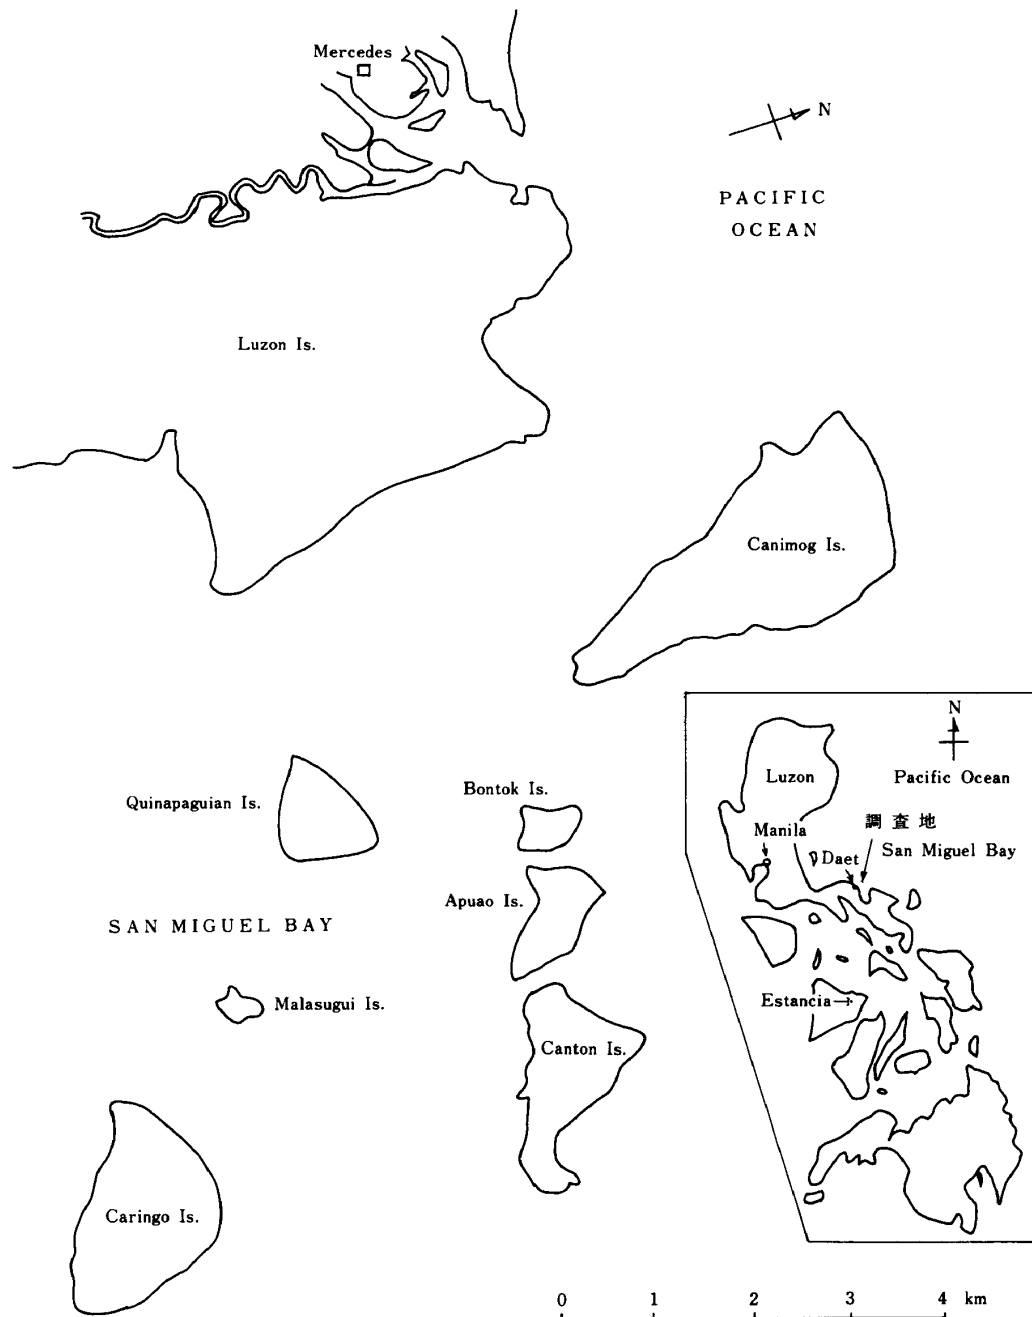 Mercedes
N
PACIFIC
OCEAN
Luzon Is.
Canimog Is.
Quinapaguian Is.
Bontok Is.
Apuao Is.
SAN MIGUEL BAY
Malasugui Is.
Canton Is.
Caringo Is.
N
Luzon
Pacific Ocean
Manila
調査地
Daet
San Miguel Bay
Estancia
0 1 2 3 4 km